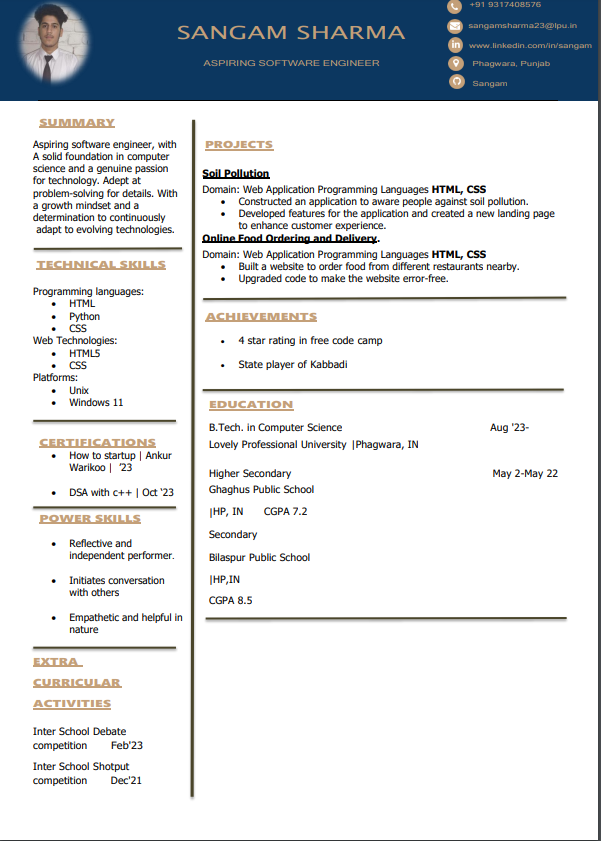 SANGAM SHARMA
ASPIRING SOFTWARE ENGINEER
+91 9317408576
sangamsharma23@lpu.in
www.linkedin.com/in/sangam
Phagwara, Punjab
Sangam
SUMMARY
Aspiring software engineer, with
A solid foundation in computer
science and a genuine passion
for technology. Adept at
problem-solving for details. With
a growth mindset and a
determination to continuously
adapt to evolving technologies.
TECHNICAL SKILLS
Programming languages:
• HTML
• Python
• CSS
Web Technologies:
• HTML5
• CSS
Platforms:
• Unix
• Windows 11
CERTIFICATIONS
• How to startup | Ankur
Warikoo | '23
• DSA with c++ | Oct '23
POWER SKILLS
• Reflective and
independent performer.
• Initiates conversation
with others
• Empathetic and helpful in
nature
EXTRA
CURRICULAR
ACTIVITIES
Inter School Debate
competition Feb'23
Inter School Shotput
competition Dec'21
PROJECTS
Soil Pollution
Domain: Web Application Programming Languages HTML, CSS
• Constructed an application to aware people against soil pollution.
• Developed features for the application and created a new landing page
to enhance customer experience.
Online Food Ordering and Delivery.
Domain: Web Application Programming Languages HTML, CSS
• Built a website to order food from different restaurants nearby.
• Upgraded code to make the website error-free.
ACHIEVEMENTS
• 4 star rating in free code camp
• State player of Kabbadi
EDUCATION
B.Tech. in Computer Science Aug '23-
Lovely Professional University |Phagwara, IN
Higher Secondary May 2-May 22
Ghaghus Public School
|HP, IN CGPA 7.2
Secondary
Bilaspur Public School
|HP,IN
CGPA 8.5